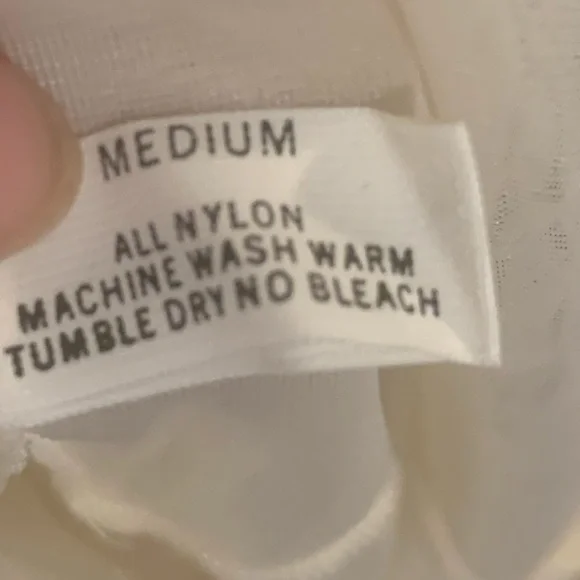 MEDIUM
ALL NYLON
MACHINE WASH WARM
TUMBLE DRY NO BLEACH